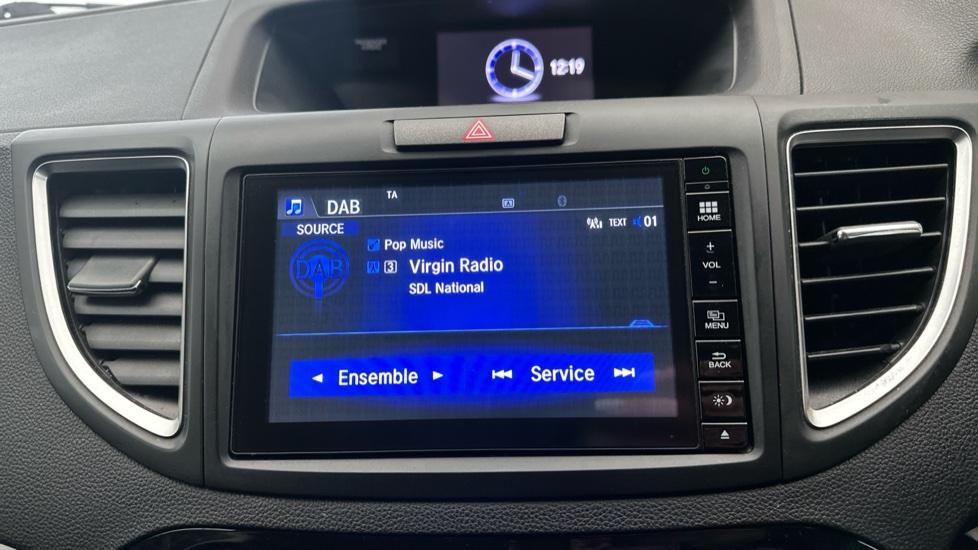 12:19
TA
DAB
SOURCE
TEXT 01
HOME
DAB
Pop Music
3 Virgin Radio
SDL National
VOL
MENU
BACK
Ensemble
Service